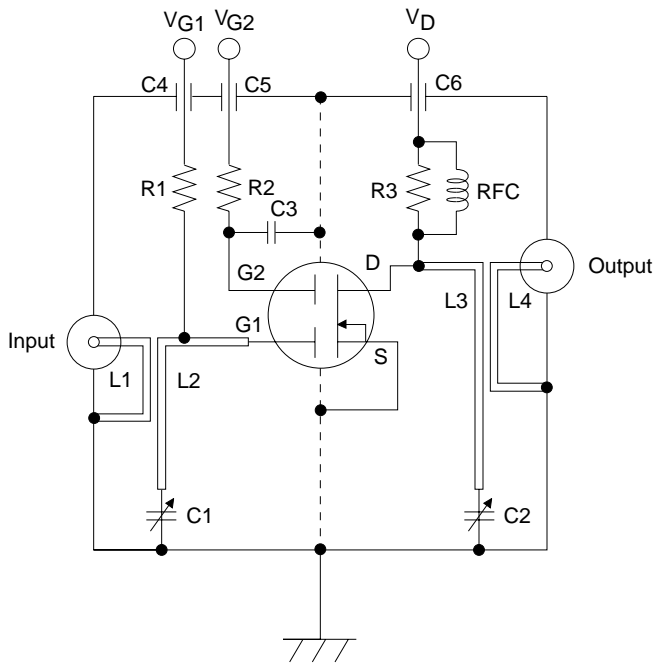 VG1 VG2 VD
C4 C5 C6
R1 R2 R3 RFC
C3
G2 D
Output
L3 L4
G1
Input
S
L1 L2
C1 C2